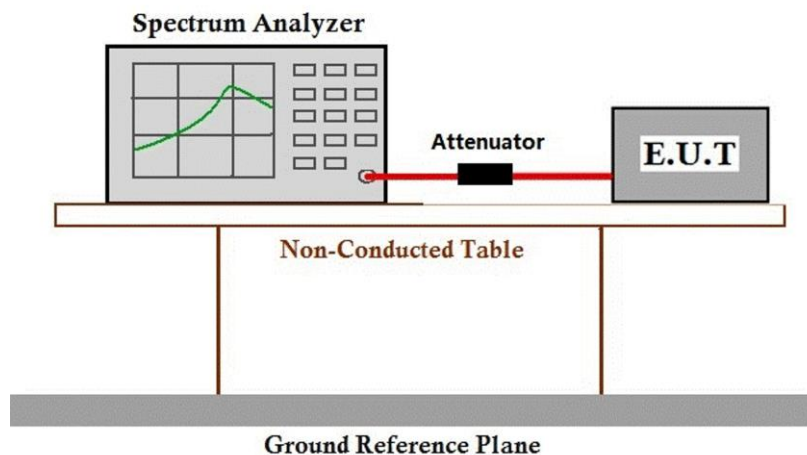 Spectrum Analyzer
Attenuator
E.U.T
Non-Conducted Table
Ground Reference Plane